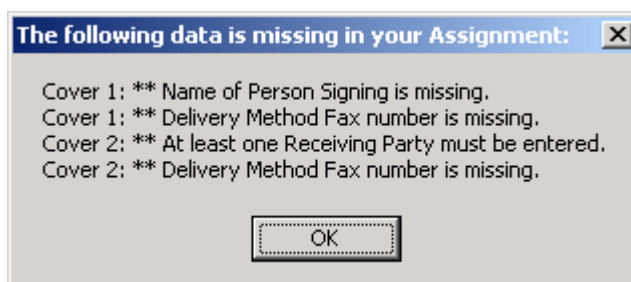 The following data is missing in your Assignment:
Cover 1: ** Name of Person Signing is missing.
Cover 1: ** Delivery Method Fax number is missing.
Cover 2: ** At least one Receiving Party must be entered.
Cover 2: ** Delivery Method Fax number is missing.
OK